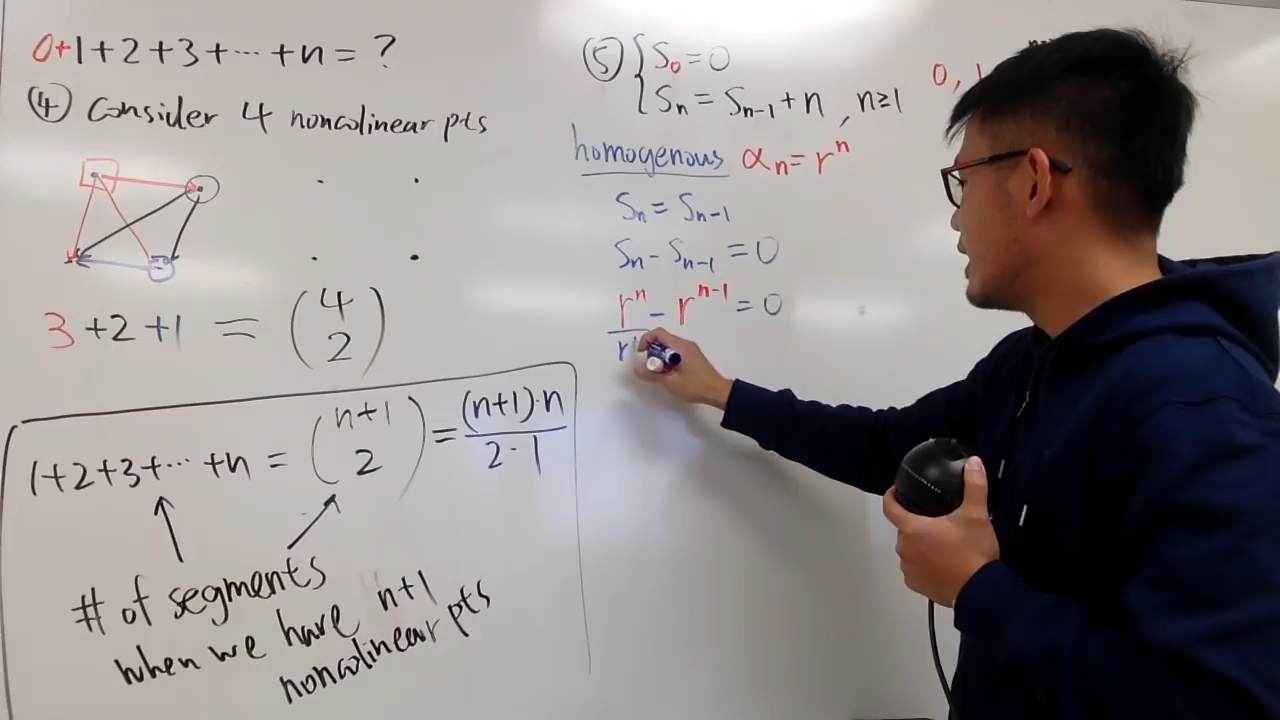 0+1+2+3+⋯+n=?
④ Consider 4 noncolinear pts
3+2+1 = (4 2)
1+2+3+⋯+n = (n+1 2) = (n+1)·n / 2·1
# of segments
when we have n+1
noncolinear pts
⑤ { S₀=0
Sₙ = Sₙ₋₁+n, n≥1
homogenous αₙ=rⁿ
Sₙ = Sₙ₋₁
Sₙ - Sₙ₋₁ = 0
rⁿ - rⁿ⁻¹ = 0
r
0, 1